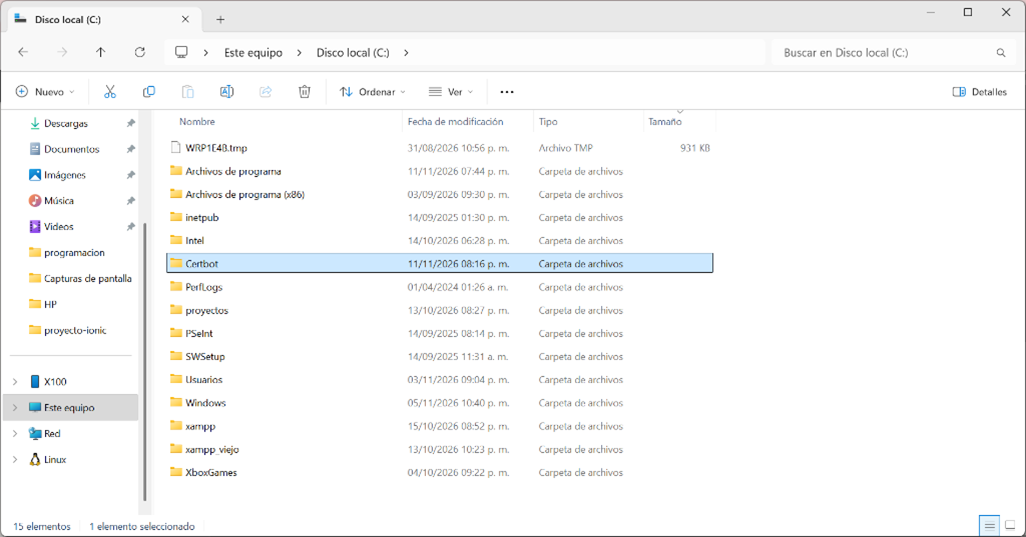 Disco local (C:)
Este equipo Disco local (C:) Buscar en Disco local (C:)
Nuevo Ordenar Ver Detalles
Nombre Fecha de modificación Tipo Tamaño
Descargas
Documentos
Imágenes
Música
Videos
programacion
Capturas de pantalla
HP
proyecto-ionic
X100
Este equipo
Red
Linux
WRP1E4B.tmp 31/08/2026 10:56 p. m. Archivo TMP 931 KB
Archivos de programa 11/11/2026 07:44 p. m. Carpeta de archivos
Archivos de programa (x86) 03/09/2026 09:30 p. m. Carpeta de archivos
inetpub 14/09/2025 01:30 p. m. Carpeta de archivos
Intel 14/10/2026 06:28 p. m. Carpeta de archivos
Certbot 11/11/2026 08:16 p. m. Carpeta de archivos
PerfLogs 01/04/2024 01:26 a. m. Carpeta de archivos
proyectos 13/10/2026 08:27 p. m. Carpeta de archivos
PSeInt 14/09/2025 08:14 p. m. Carpeta de archivos
SWSetup 14/09/2025 11:31 a. m. Carpeta de archivos
Usuarios 03/11/2026 09:04 p. m. Carpeta de archivos
Windows 05/11/2026 10:40 p. m. Carpeta de archivos
xampp 15/10/2026 08:52 p. m. Carpeta de archivos
xampp_viejo 13/10/2026 10:23 p. m. Carpeta de archivos
XboxGames 04/10/2026 09:22 p. m. Carpeta de archivos
15 elementos 1 elemento seleccionado